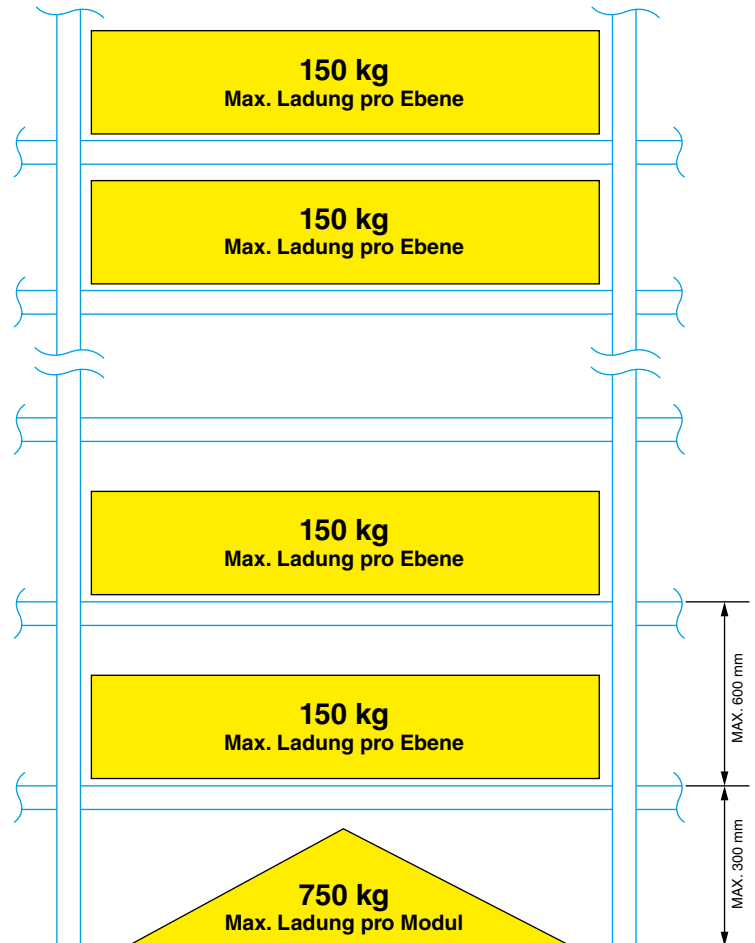 150 kg
Max. Ladung pro Ebene
150 kg
Max. Ladung pro Ebene
150 kg
Max. Ladung pro Ebene
MAX. 600 mm
150 kg
Max. Ladung pro Ebene
MAX. 300 mm
750 kg
Max. Ladung pro Modul